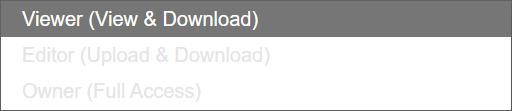 Viewer (View & Download)
Editor (Upload & Download)
Owner (Full Access)